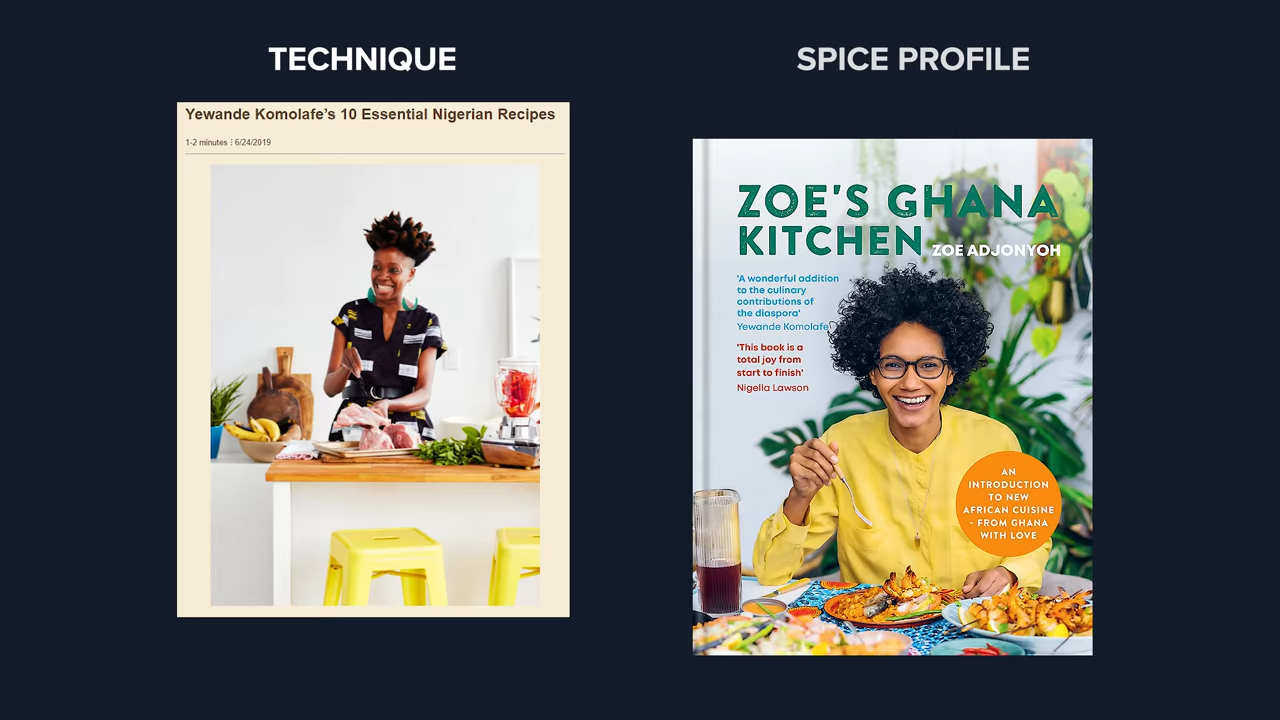 TECHNIQUE
Yewande Komolafe’s 10 Essential Nigerian Recipes
1-2 minutes ⁝ 6/24/2019
SPICE PROFILE
ZOE'S GHANA
KITCHEN ZOE ADJONYOH
'A wonderful addition
to the culinary
contributions of
the diaspora'
Yewande Komolafe
'This book is a
total joy from
start to finish'
Nigella Lawson
AN
INTRODUCTION
TO NEW
AFRICAN CUISINE
- FROM GHANA
WITH LOVE